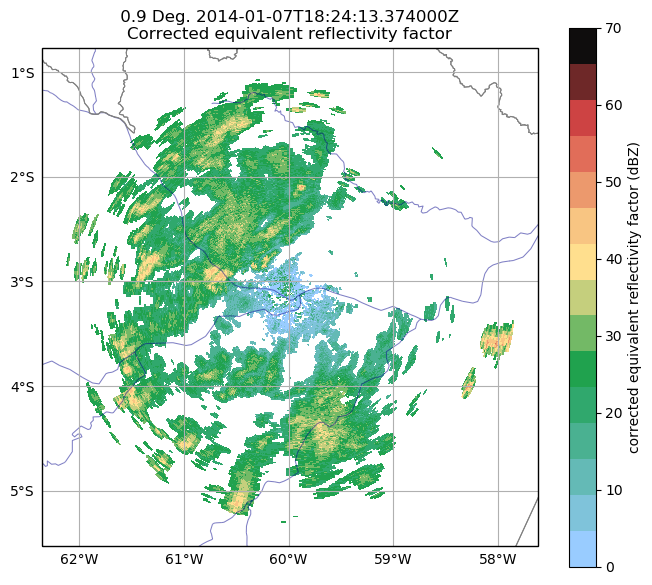 0.9 Deg. 2014-01-07T18:24:13.374000Z
Corrected equivalent reflectivity factor
1°S
2°S
3°S
4°S
5°S
62°W 61°W 60°W 59°W 58°W
70
60
50
40
30
20
10
0
corrected equivalent reflectivity factor (dBZ)